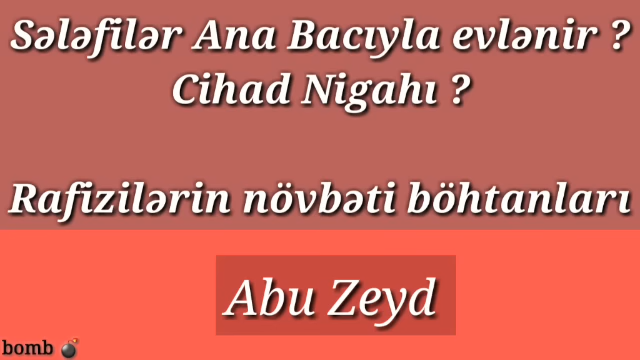 Sələfilər Ana Bacıyla evlənir ?
Cihad Nigahı ?
Rafizilərin növbəti böhtanları
Abu Zeyd
bomb 💣